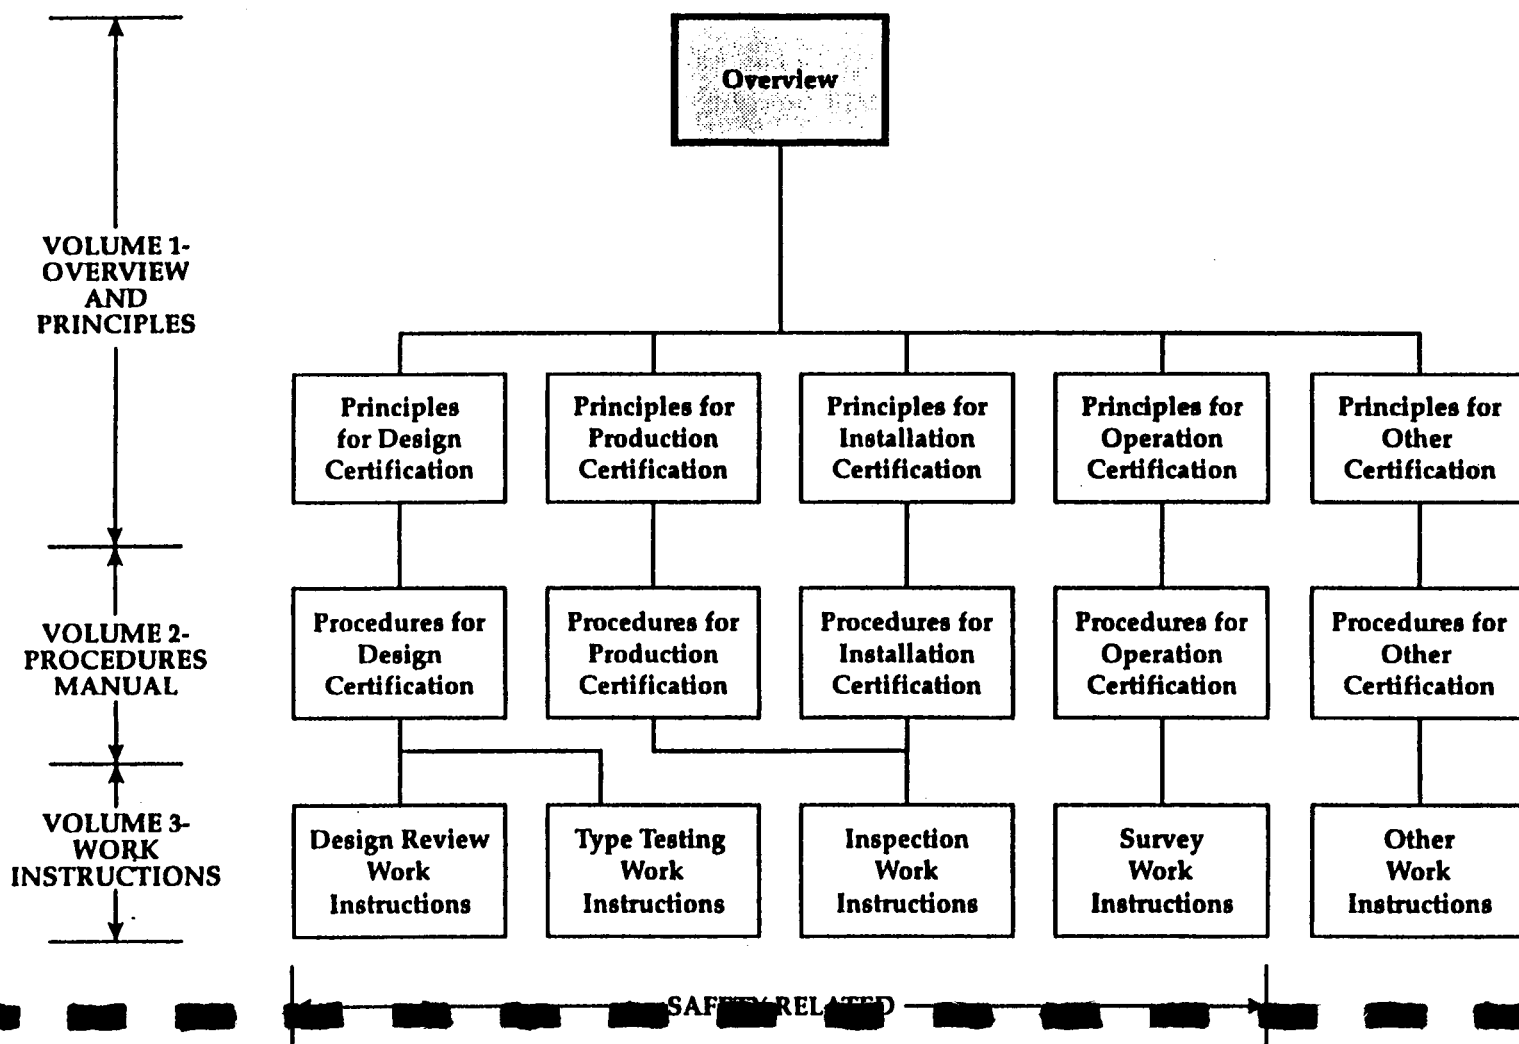 Overview
VOLUME 1-
OVERVIEW
AND
PRINCIPLES
Principles
for Design
Certification
Principles for
Production
Certification
Principles for
Installation
Certification
Principles for
Operation
Certification
Principles for
Other
Certification
VOLUME 2-
PROCEDURES
MANUAL
Procedures for
Design
Certification
Procedures for
Production
Certification
Procedures for
Installation
Certification
Procedures for
Operation
Certification
Procedures for
Other
Certification
VOLUME 3-
WORK
INSTRUCTIONS
Design Review
Work
Instructions
Type Testing
Work
Instructions
Inspection
Work
Instructions
Survey
Work
Instructions
Other
Work
Instructions
SAFETY RELATED